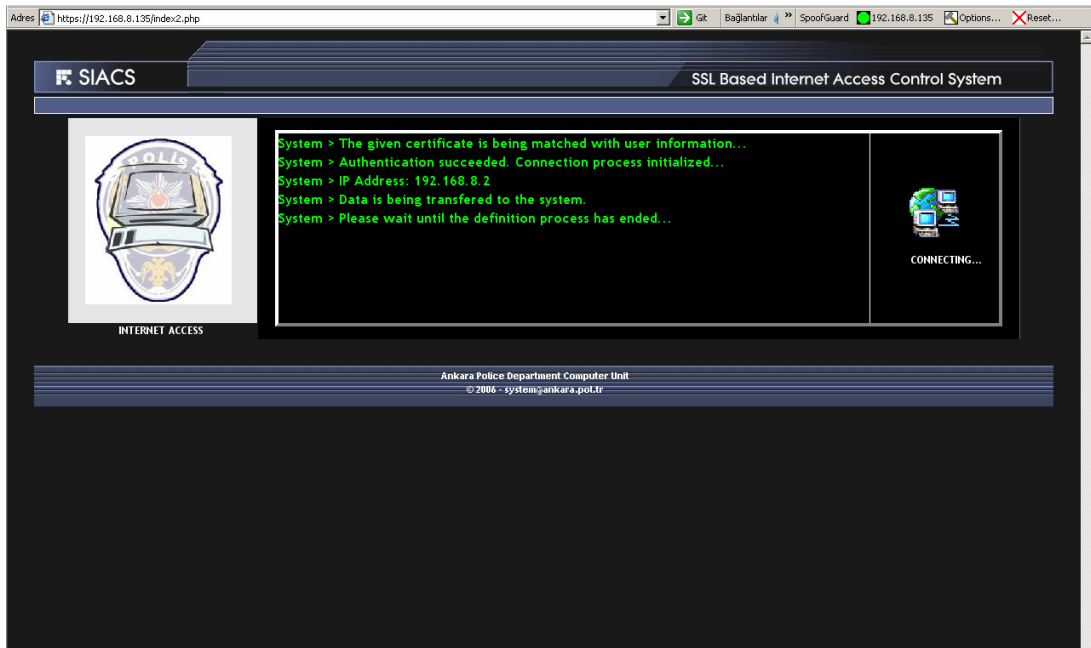 Adres https://192.168.8.135/index2.php Git Bağlantılar » SpoofGuard 192.168.8.135 Options... Reset...
SIACS
SSL Based Internet Access Control System
POLİS
System > The given certificate is being matched with user information...
System > Authentication succeeded. Connection process initialized...
System > IP Address: 192.168.8.2
System > Data is being transfered to the system.
System > Please wait until the definition process has ended...
CONNECTING...
INTERNET ACCESS
Ankara Police Department Computer Unit
© 2006 - system@ankara.pol.tr